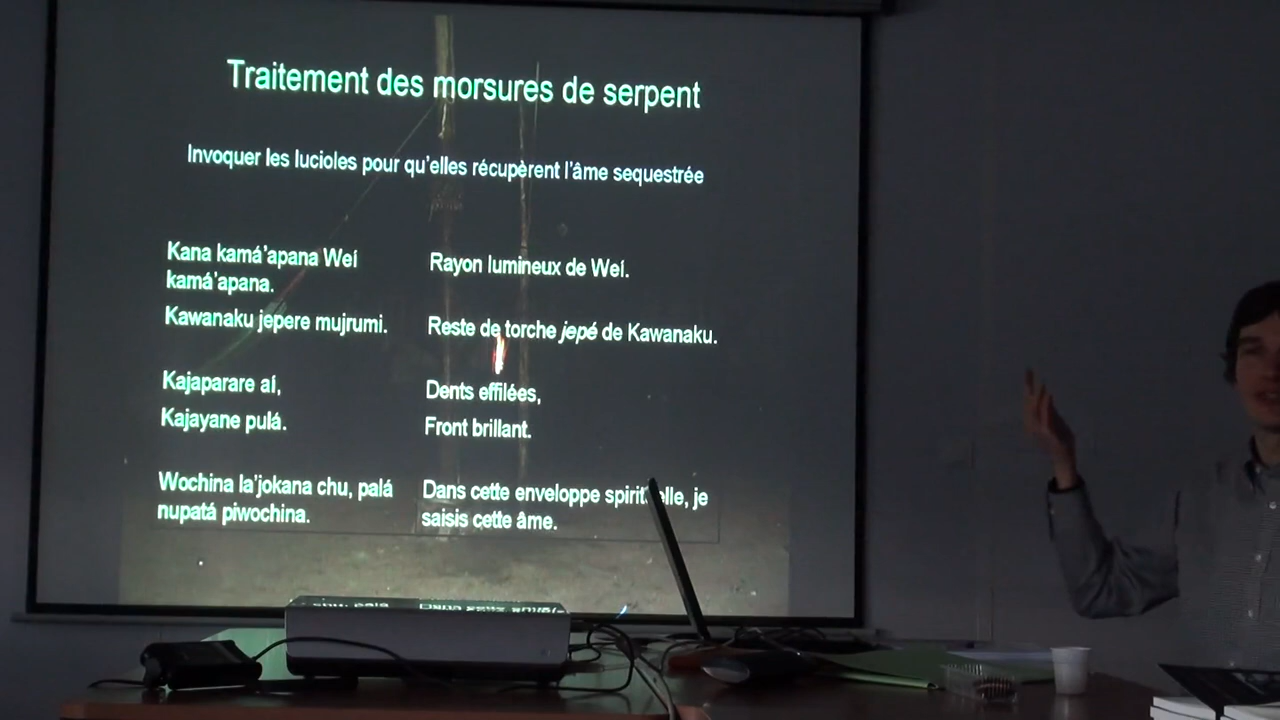 Traitement des morsures de serpent
Invoquer les lucioles pour qu'elles récupèrent l'âme sequestrée
Kana kamá'apana Weí
kamá'apana.
Rayon lumineux de Weí.
Kawanaku jepere mujrumi.
Reste de torche jepé de Kawanaku.
Kajaparare aí,
Dents effilées,
Kajayane pulá.
Front brillant.
Wochina la'jokana chu, palá
nupatá piwochina.
Dans cette enveloppe spirituelle, je
saisis cette âme.